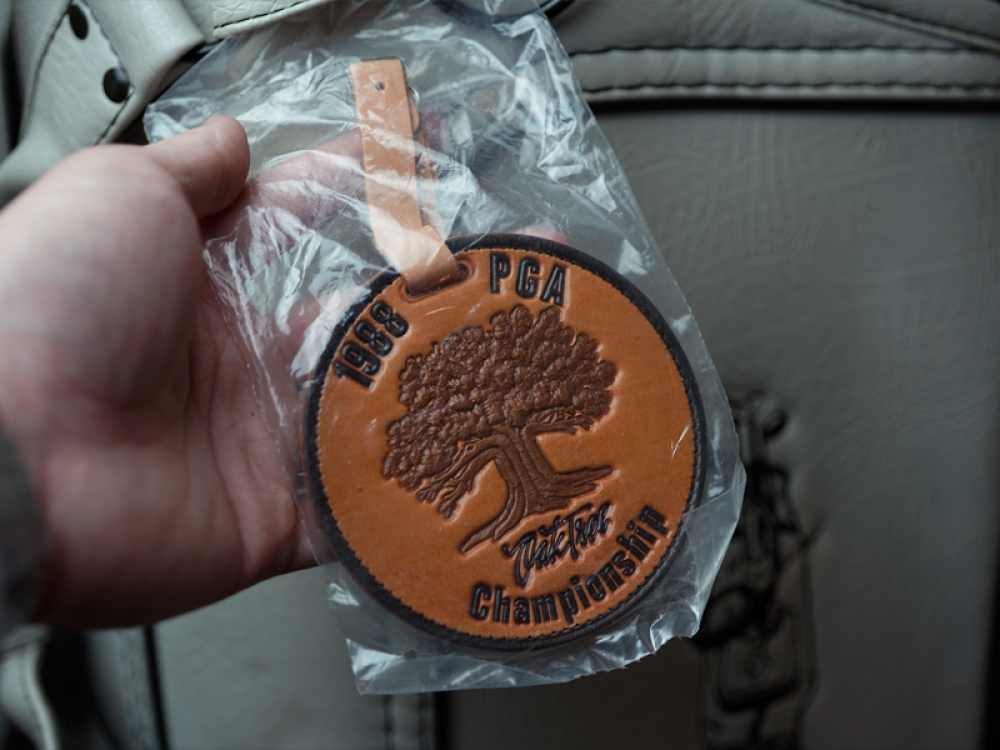 1988 PGA
Oak Tree
Championship